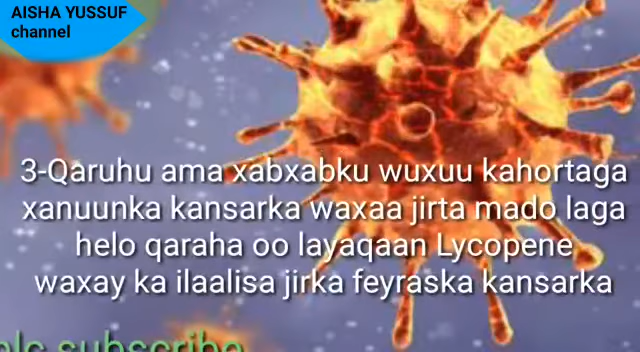 AISHA YUSSUF
channel
3-Qaruhu ama xabxabku wuxuu kahortaga
xanuunka kansarka waxaa jirta mado laga
helo qaraha oo layaqaan Lycopene
waxay ka ilaalisa jirka feyraska kansarka
subscribe